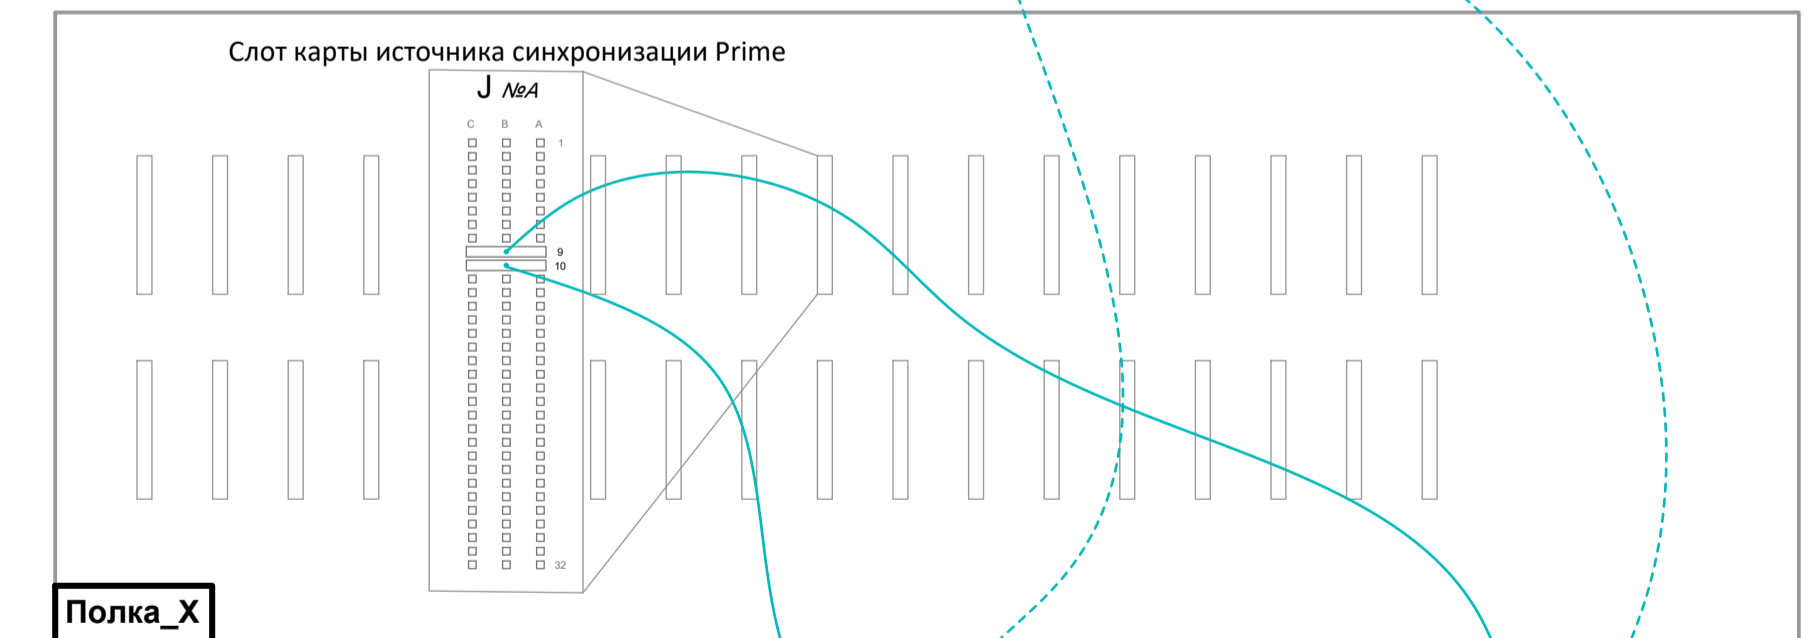 Слот карты источника синхронизации Prime
J №A
C B A
1
9
10
32
Полка_X